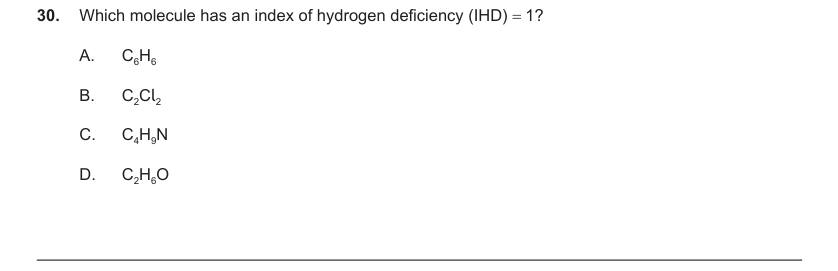 30. Which molecule has an index of hydrogen deficiency (IHD) = 1?
A. C₆H₆
B. C₂Cl₂
C. C₄H₉N
D. C₂H₆O